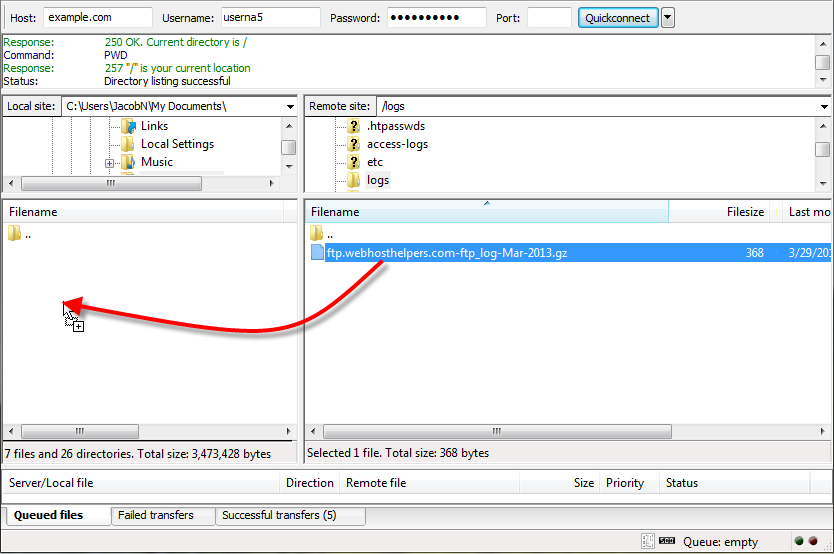 Host: example.com Username: userna5 Password: •••••••••• Port: Quickconnect
Response: 250 OK. Current directory is /
Command: PWD
Response: 257 "/" is your current location
Status: Directory listing successful
Local site: C:\Users\JacobN\My Documents\
Links
Local Settings
Music
Remote site: /logs
.htpasswds
access-logs
etc
logs
Filename
..
7 files and 26 directories. Total size: 3,473,428 bytes
Filename Filesize Last mo
..
ftp.webhosthelpers.com-ftp_log-Mar-2013.gz 368 3/29/201
Selected 1 file. Total size: 368 bytes
Server/Local file Direction Remote file Size Priority Status
Queued files Failed transfers Successful transfers (5)
Queue: empty